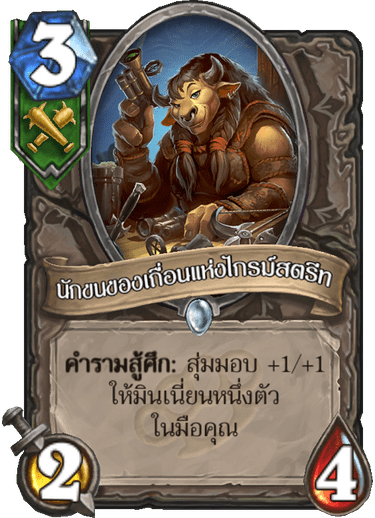 3
นักขนของเถื่อนแห่งไกรม์สตรีท
คำรามสู้ศึก: สุ่มมอบ +1/+1
ให้มินเนี่ยนหนึ่งตัว
ในมือคุณ
2
4